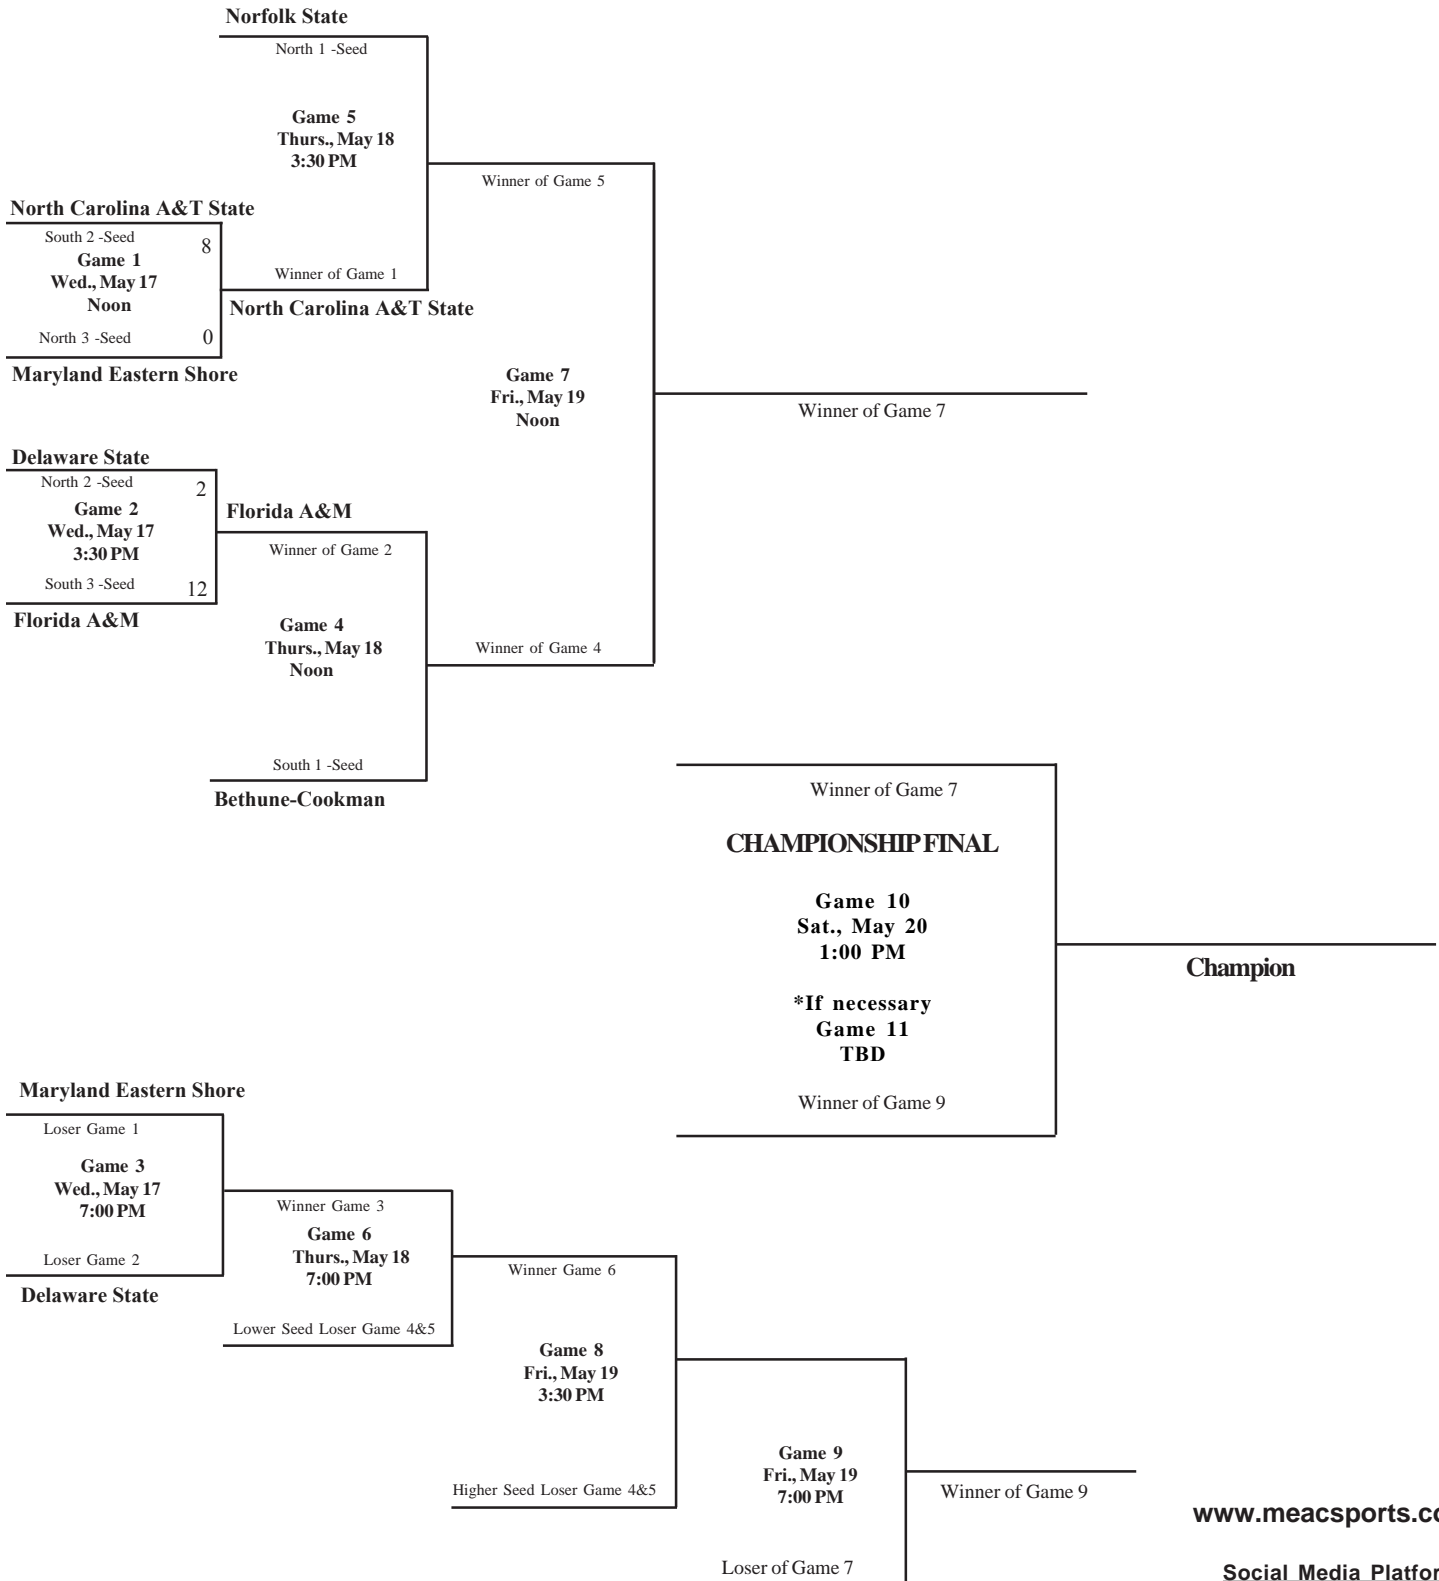 Norfolk State
North 1 -Seed
Game 5
Thurs., May 18
3:30 PM
Winner of Game 5
North Carolina A&T State
South 2 -Seed
8
Game 1
Wed., May 17
Noon
North 3 -Seed
0
Maryland Eastern Shore
Winner of Game 1
North Carolina A&T State
Game 7
Fri., May 19
Noon
Winner of Game 7
Delaware State
North 2 -Seed
2
Game 2
Wed., May 17
3:30 PM
South 3 -Seed
12
Florida A&M
Florida A&M
Winner of Game 2
Game 4
Thurs., May 18
Noon
Winner of Game 4
South 1 -Seed
Bethune-Cookman
Winner of Game 7
CHAMPIONSHIP FINAL
Game 10
Sat., May 20
1:00 PM
*If necessary
Game 11
TBD
Winner of Game 9
Champion
Maryland Eastern Shore
Loser Game 1
Game 3
Wed., May 17
7:00 PM
Loser Game 2
Delaware State
Winner Game 3
Game 6
Thurs., May 18
7:00 PM
Lower Seed Loser Game 4&5
Winner Game 6
Game 8
Fri., May 19
3:30 PM
Higher Seed Loser Game 4&5
Game 9
Fri., May 19
7:00 PM
Loser of Game 7
Winner of Game 9
www.meacsports.co
Social Media Platfor